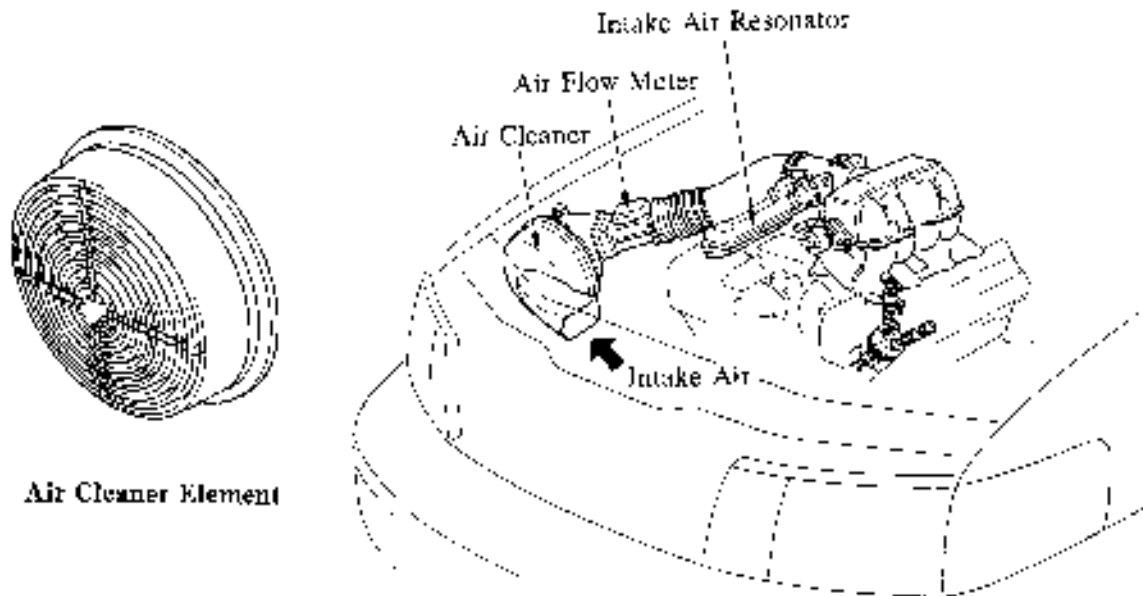 Intake Air Resonator
Air Flow Meter
Air Cleaner
Intake Air
Air Cleaner Element